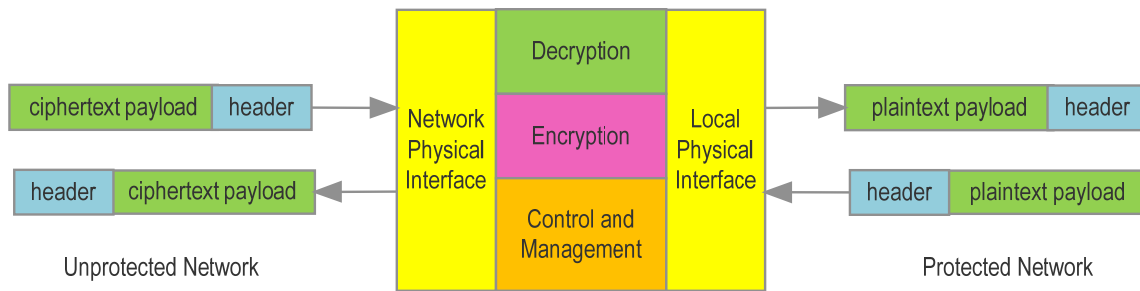 ciphertext payload header
header ciphertext payload
Unprotected Network
Network
Physical
Interface
Decryption
Encryption
Control and
Management
Local
Physical
Interface
plaintext payload header
header plaintext payload
Protected Network